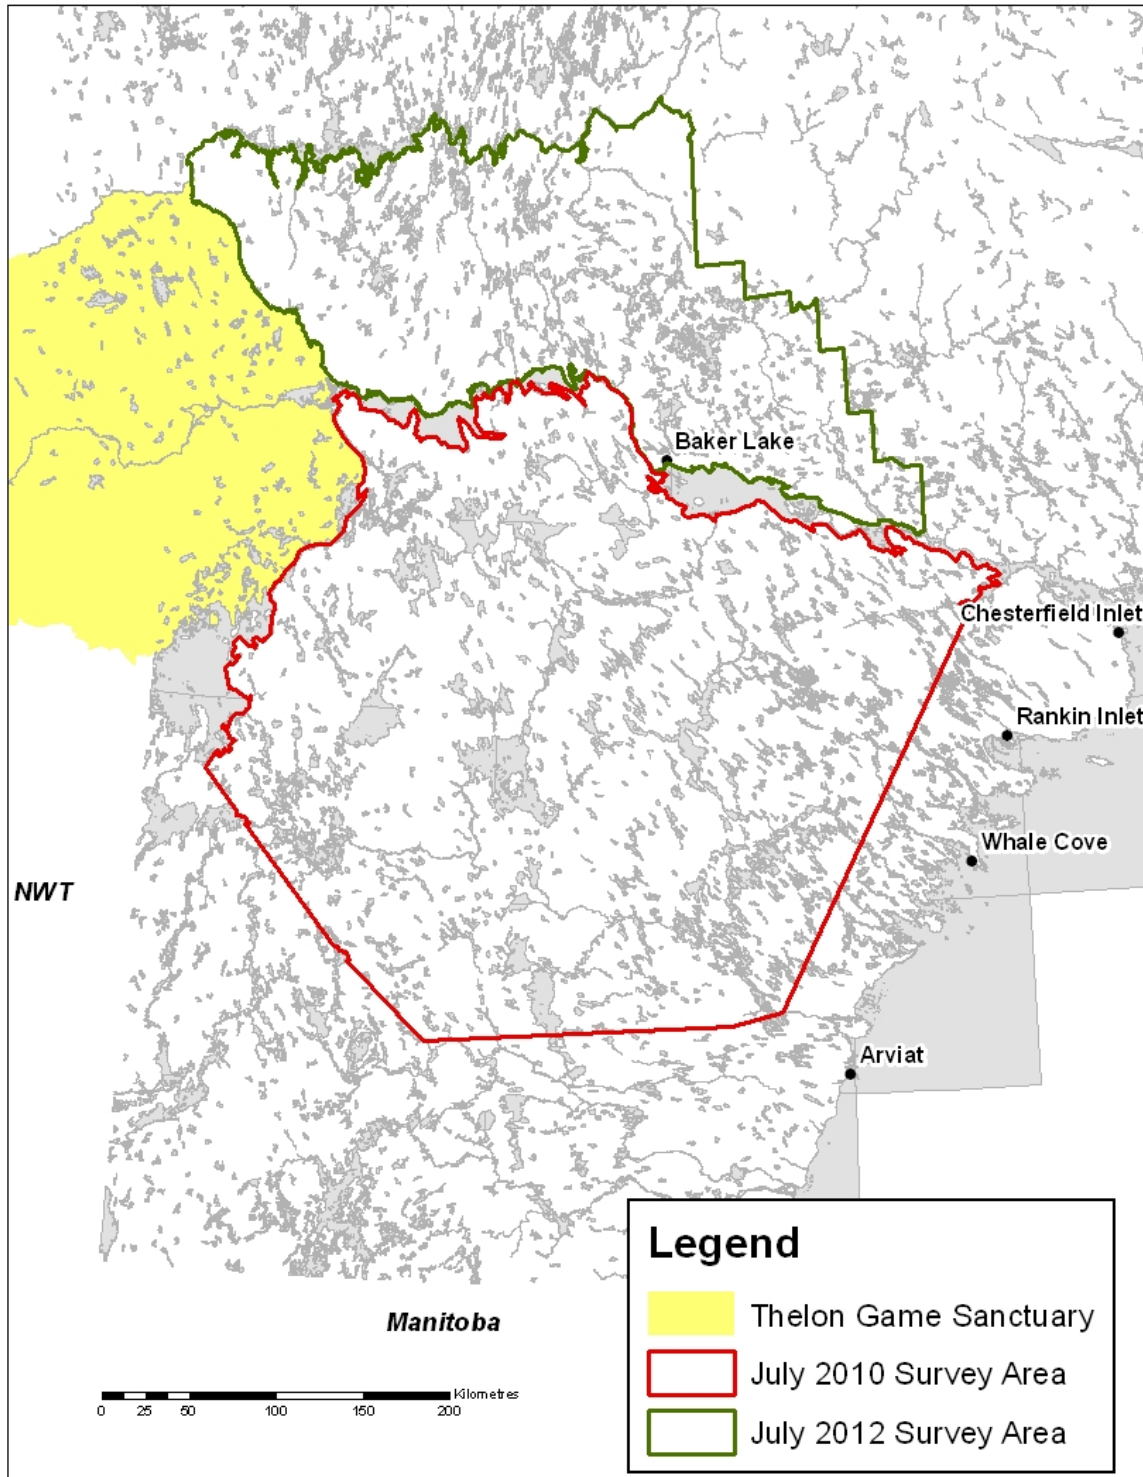 Baker Lake
Chesterfield Inlet
Rankin Inlet
Whale Cove
NWT
Arviat
Manitoba
Kilometres
0 25 50 100 150 200
Legend
Thelon Game Sanctuary
July 2010 Survey Area
July 2012 Survey Area